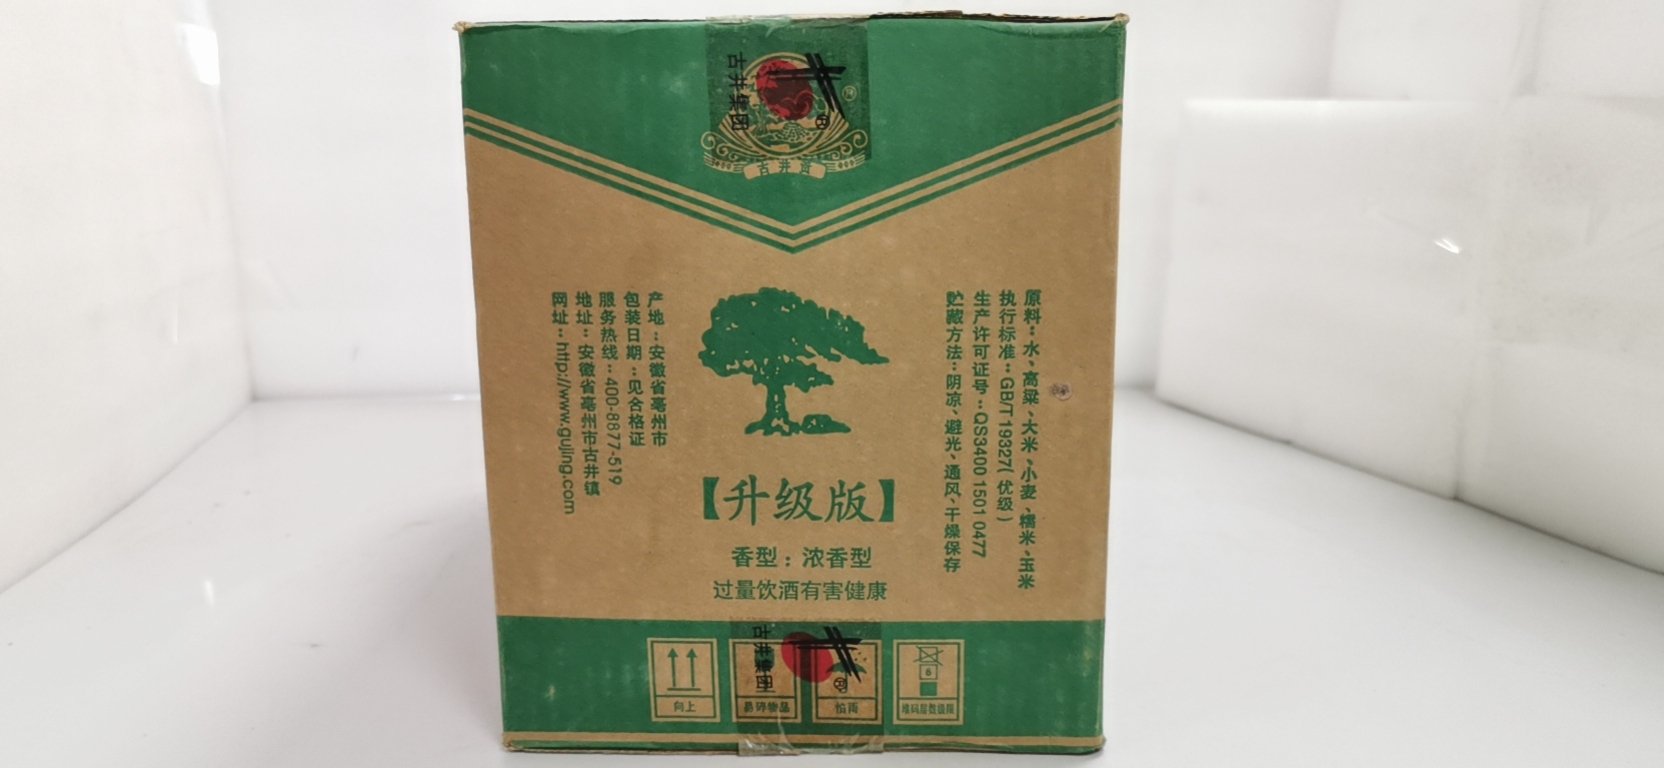 古井集团
古井贡
原料：水、高粱、大米、小麦、糯米、玉米
执行标准：GB/T19327(优级)
生产许可证号：QS3400 1501 0477
贮藏方法：阴凉、避光、通风、干燥保存
产地：安徽省亳州市
包装日期：见合格证
服务热线：400-8877-519
地址：安徽省亳州市古井镇
网址：http://www.gujing.com
【升级版】
香型：浓香型
过量饮酒有害健康
古井集团
向上
易碎物品
怕雨
6
堆码层数极限